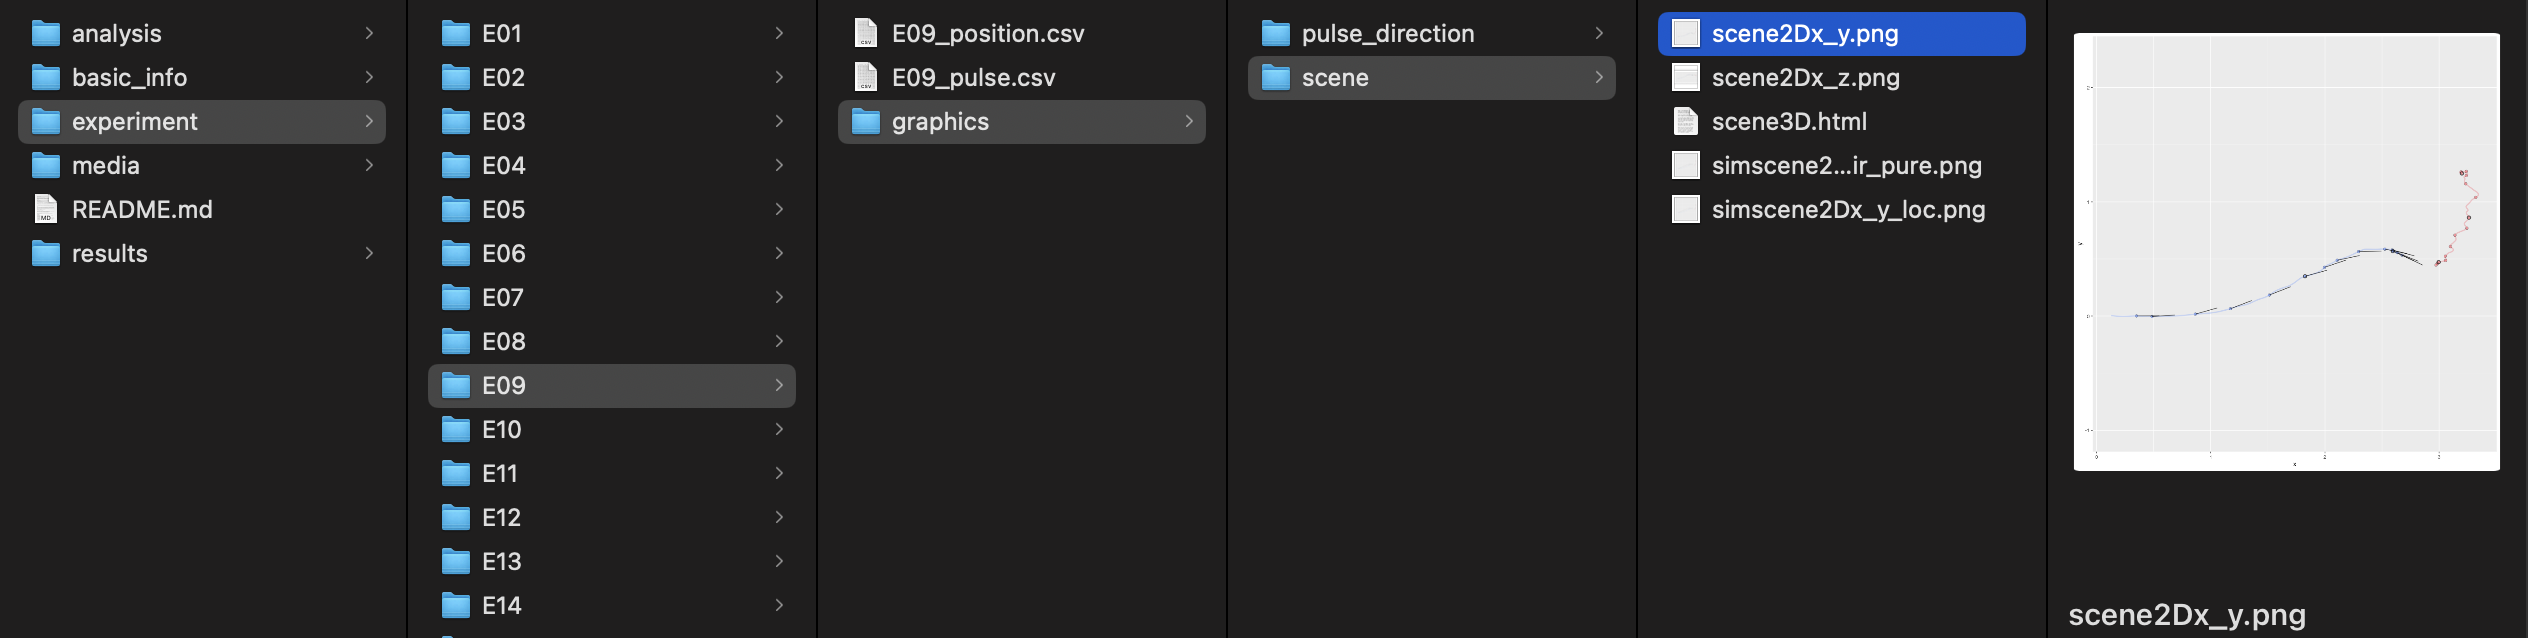 analysis
basic_info
experiment
media
README.md
results
E01
E02
E03
E04
E05
E06
E07
E08
E09
E10
E11
E12
E13
E14
E09_position.csv
E09_pulse.csv
graphics
pulse_direction
scene
scene2Dx_y.png
scene2Dx_z.png
scene3D.html
simscene2...ir_pure.png
simscene2Dx_y_loc.png
scene2Dx_y.png